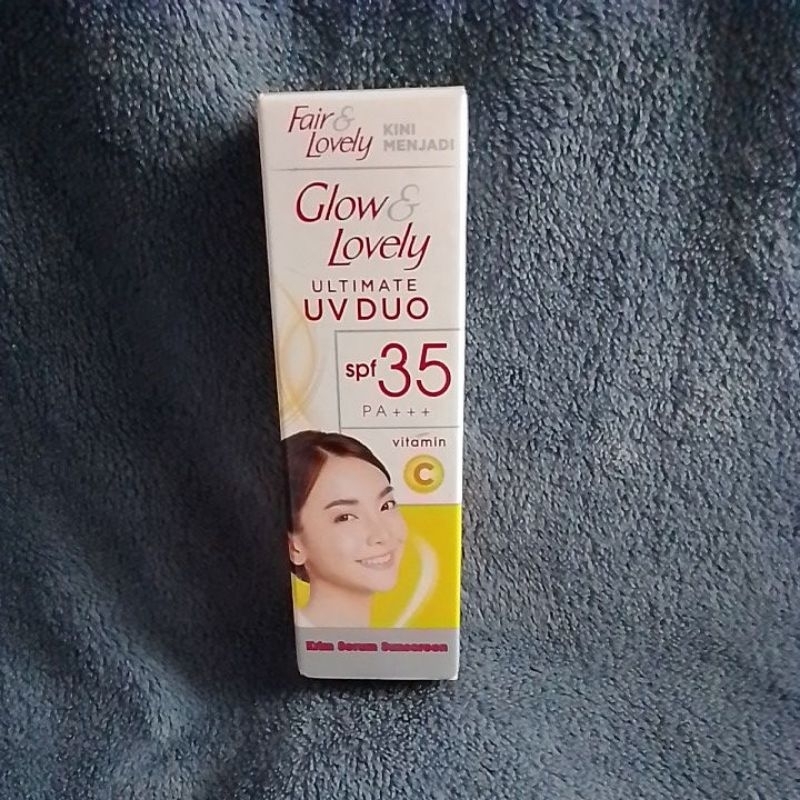 Fair &
Lovely
KINI
MENJADI
Glow &
Lovely
ULTIMATE
UV DUO
spf 35
PA+++
vitamin
C
Krim Serum Sunscreen